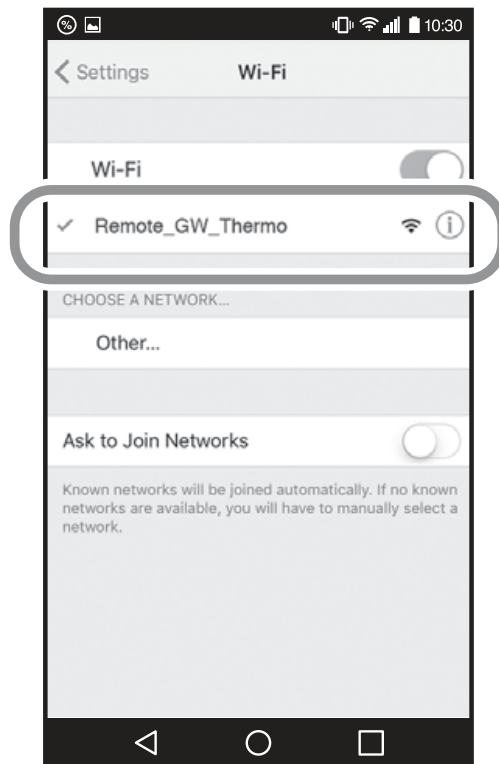 10:30
Settings Wi-Fi
Wi-Fi
Remote_GW_Thermo
CHOOSE A NETWORK...
Other...
Ask to Join Networks
Known networks will be joined automatically. If no known
networks are available, you will have to manually select a
network.